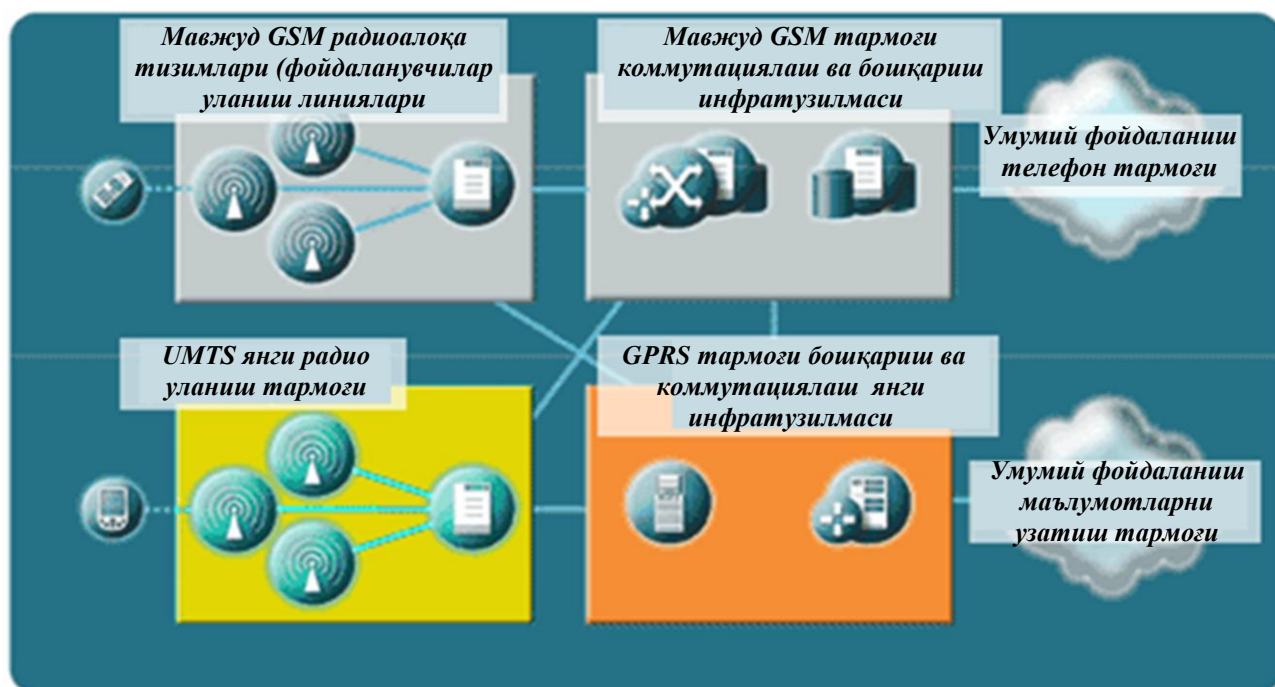 Мавжуд GSM радиоалоқа
тизимлари (фойдаланувчилар
уланиш линиялари
Мавжуд GSM тармоғи
коммутациялаш ва бошқариш
инфратузилмаси
Умумий фойдаланиш
телефон тармоғи
UMTS янги радио
уланиш тармоғи
GPRS тармоғи бошқариш ва
коммутациялаш янги
инфратузилмаси
Умумий фойдаланиш
маълумотларни
узатиш тармоғи